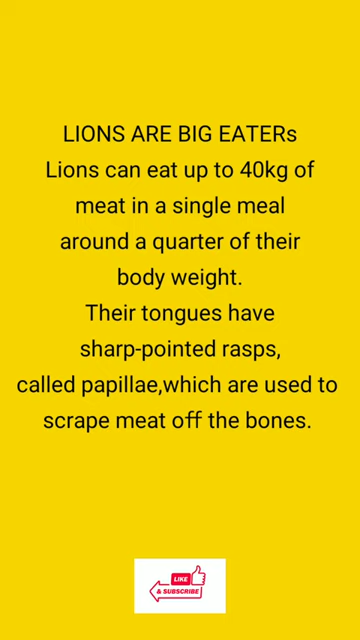 LIONS ARE BIG EATERs
Lions can eat up to 40kg of
meat in a single meal
around a quarter of their
body weight.
Their tongues have
sharp-pointed rasps,
called papillae,which are used to
scrape meat off the bones.
LIKE
& SUBSCRIBE